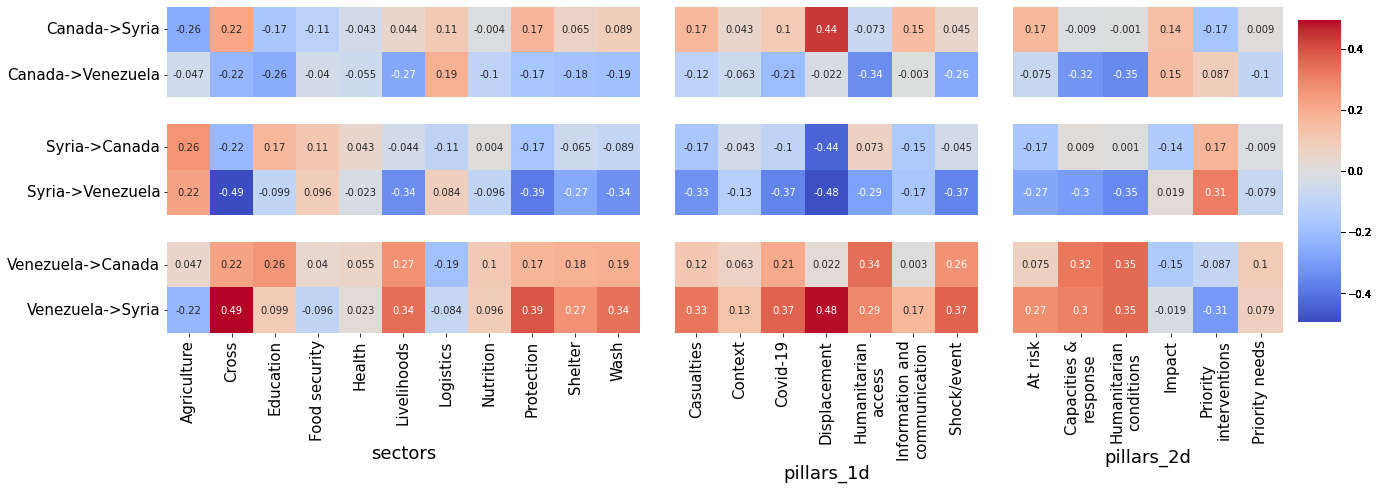 Canada->Syria -0.26 0.22 -0.17 -0.11 -0.043 0.044 0.11 -0.004 0.17 0.065 0.089 0.17 0.043 0.1 0.44 -0.073 0.15 0.045 0.17 -0.009 -0.001 0.14 -0.17 0.009
Canada->Venezuela -0.047 -0.22 -0.26 -0.04 -0.055 -0.27 0.19 -0.1 -0.17 -0.18 -0.19 -0.12 -0.063 -0.21 -0.022 -0.34 -0.003 -0.26 -0.075 -0.32 -0.35 0.15 0.087 -0.1
Syria->Canada 0.26 -0.22 0.17 0.11 0.043 -0.044 -0.11 0.004 -0.17 -0.065 -0.089 -0.17 -0.043 -0.1 -0.44 0.073 -0.15 -0.045 -0.17 0.009 0.001 -0.14 0.17 -0.009
Syria->Venezuela 0.22 -0.49 -0.099 0.096 -0.023 -0.34 0.084 -0.096 -0.39 -0.27 -0.34 -0.33 -0.13 -0.37 -0.48 -0.29 -0.17 -0.37 -0.27 -0.3 -0.35 0.019 0.31 -0.079
Venezuela->Canada 0.047 0.22 0.26 0.04 0.055 0.27 -0.19 0.1 0.17 0.18 0.19 0.12 0.063 0.21 0.022 0.34 0.003 0.26 0.075 0.32 0.35 -0.15 -0.087 0.1
Venezuela->Syria -0.22 0.49 0.099 -0.096 0.023 0.34 -0.084 0.096 0.39 0.27 0.34 0.33 0.13 0.37 0.48 0.29 0.17 0.37 0.27 0.3 0.35 -0.019 -0.31 0.079
Agriculture
Cross
Education
Food security
Health
Livelihoods
Logistics
Nutrition
Protection
Shelter
Wash
sectors
Casualties
Context
Covid-19
Displacement
Humanitarian
access
Information and
communication
Shock/event
pillars_1d
At risk
Capacities &
response
Humanitarian
conditions
Impact
Priority
interventions
Priority needs
pillars_2d
0.4
0.2
0.0
−0.2
−0.4